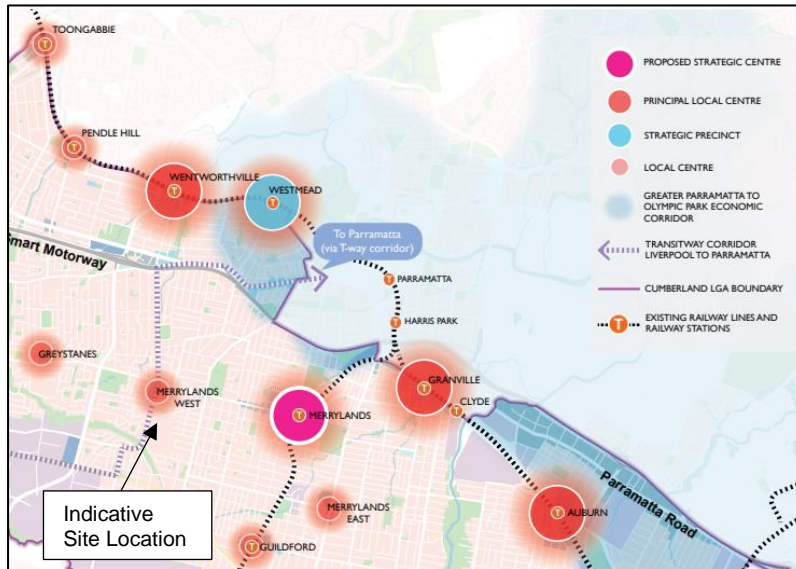 TOONGABBIE
T
PENDLE HILL
T
WENTWORTHVILLE
T
WESTMEAD
T
To Parramatta
(via T-way corridor)
mart Motorway
T
PARRAMATTA
T
HARRIS PARK
GREYSTANES
MERRYLANDS
WEST
T
MERRYLANDS
GRANVILLE
T
CLYDE
T
Parramatta Road
T
AUBURN
MERRYLANDS
EAST
T
GUILDFORD
Indicative
Site Location
PROPOSED STRATEGIC CENTRE
PRINCIPAL LOCAL CENTRE
STRATEGIC PRECINCT
LOCAL CENTRE
GREATER PARRAMATTA TO
OLYMPIC PARK ECONOMIC
CORRIDOR
TRANSITWAY CORRIDOR
LIVERPOOL TO PARRAMATTA
CUMBERLAND LGA BOUNDARY
T
EXISTING RAILWAY LINES AND
RAILWAY STATIONS